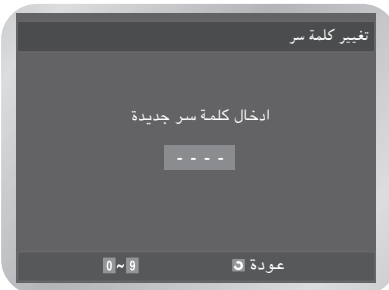 تغيير كلمة سر
ادخال كلمة سر جديدة
- - - -
عودة 0~9